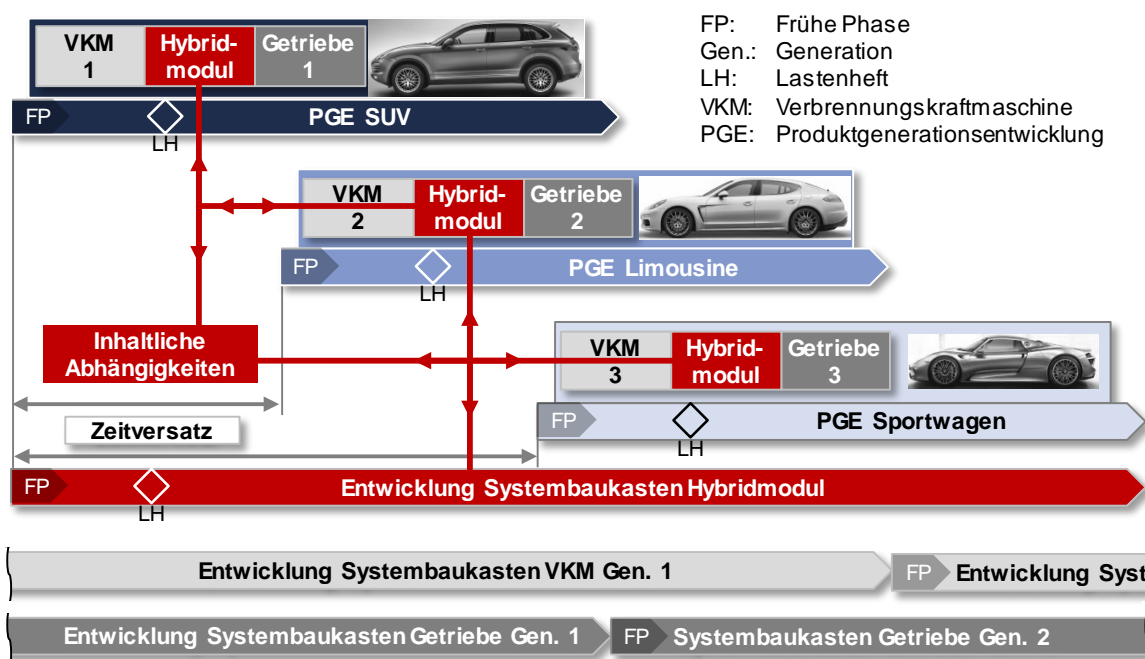 VKM
1
Hybrid-
modul
Getriebe
1
FP
PGE SUV
LH
FP: Frühe Phase
Gen.: Generation
LH: Lastenheft
VKM: Verbrennungskraftmaschine
PGE: Produktgenerationsentwicklung
VKM
2
Hybrid-
modul
Getriebe
2
FP
PGE Limousine
LH
Inhaltliche
Abhängigkeiten
VKM
3
Hybrid-
modul
Getriebe
3
Zeitversatz
FP
PGE Sportwagen
LH
FP
Entwicklung Systembaukasten Hybridmodul
LH
Entwicklung Systembaukasten VKM Gen. 1
FP
Entwicklung Syst
Entwicklung Systembaukasten Getriebe Gen. 1
FP
Systembaukasten Getriebe Gen. 2